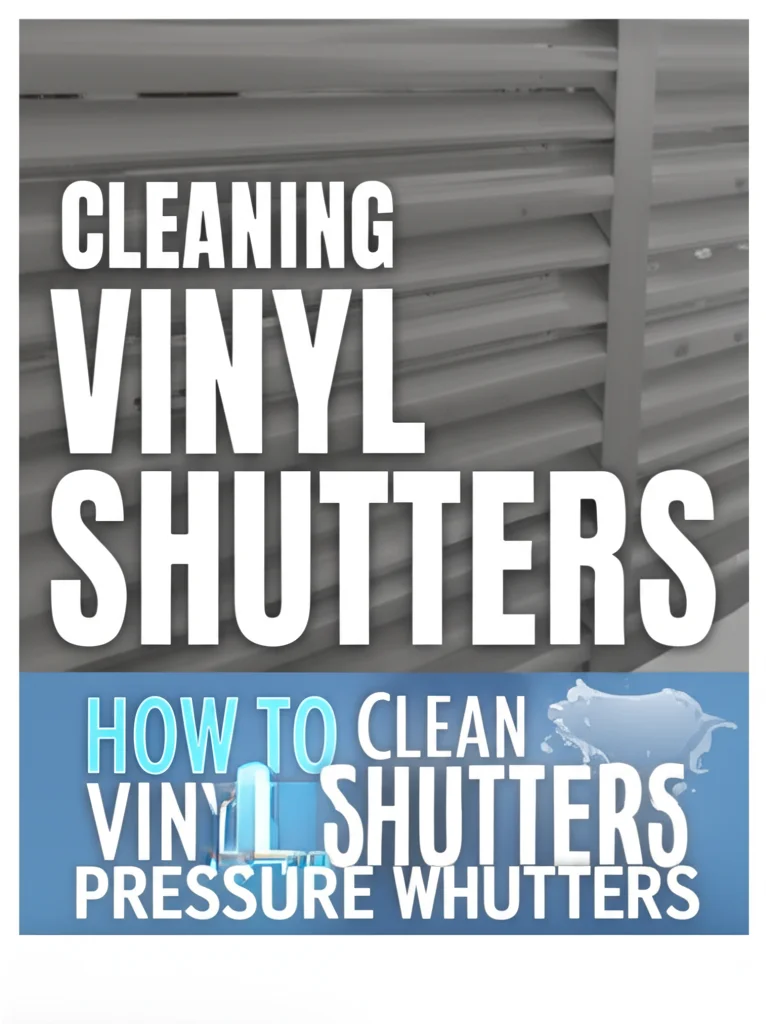 CLEANING
VINYL
SHUTTERS
HOW TO CLEAN
VINYL SHUTTERS
PRESSURE WHUTTERS